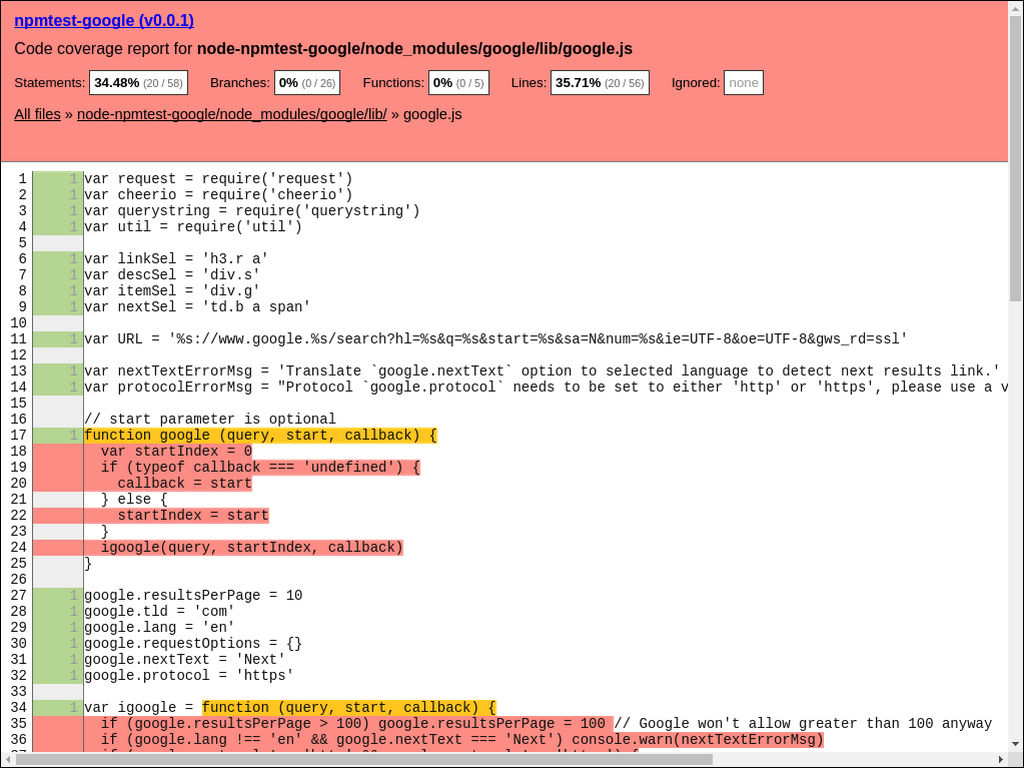 npmtest-google (v0.0.1)
Code coverage report for node-npmtest-google/node_modules/google/lib/google.js
Statements: 34.48% (20 / 58) Branches: 0% (0 / 26) Functions: 0% (0 / 5) Lines: 35.71% (20 / 56) Ignored: none
All files » node-npmtest-google/node_modules/google/lib/ » google.js
1 1 var request = require('request')
2 1 var cheerio = require('cheerio')
3 1 var querystring = require('querystring')
4 1 var util = require('util')
5
6 1 var linkSel = 'h3.r a'
7 1 var descSel = 'div.s'
8 1 var itemSel = 'div.g'
9 1 var nextSel = 'td.b a span'
10
11 1 var URL = '%s://www.google.%s/search?hl=%s&q=%s&start=%s&sa=N&num=%s&ie=UTF-8&oe=UTF-8&gws_rd=ssl'
12
13 1 var nextTextErrorMsg = 'Translate `google.nextText` option to selected language to detect next results link.'
14 1 var protocolErrorMsg = "Protocol `google.protocol` needs to be set to either 'http' or 'https', please use a v
15
16 // start parameter is optional
17 1 function google (query, start, callback) {
18   var startIndex = 0
19   if (typeof callback === 'undefined') {
20     callback = start
21   } else {
22     startIndex = start
23   }
24   igoogle(query, startIndex, callback)
25 }
26
27 1 google.resultsPerPage = 10
28 1 google.tld = 'com'
29 1 google.lang = 'en'
30 1 google.requestOptions = {}
31 1 google.nextText = 'Next'
32 1 google.protocol = 'https'
33
34 1 var igoogle = function (query, start, callback) {
35   if (google.resultsPerPage > 100) google.resultsPerPage = 100 // Google won't allow greater than 100 anyway
36   if (google.lang !== 'en' && google.nextText === 'Next') console.warn(nextTextErrorMsg)